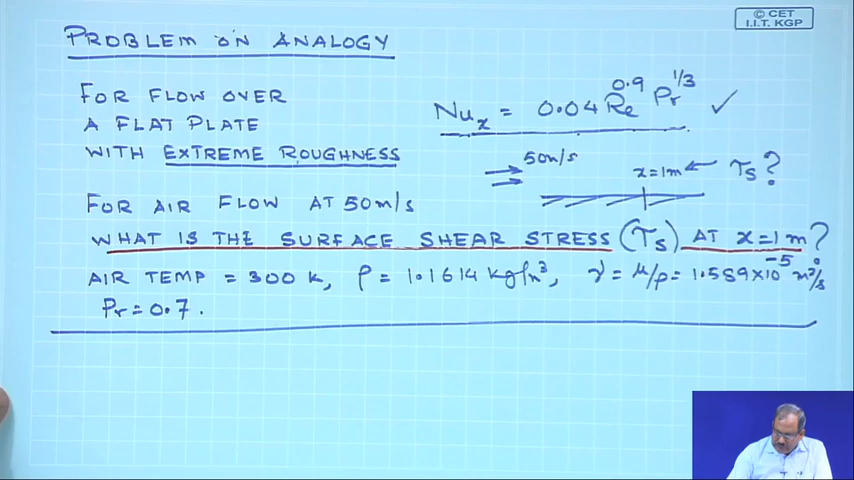 © CET
I.I.T. KGP
PROBLEM ON ANALOGY
FOR FLOW OVER
A FLAT PLATE
WITH EXTREME ROUGHNESS
Nuₓ = 0.04 Re^0.9 Pr^1/3 ✓
50m/s
x=1m ← τs?
FOR AIR FLOW AT 50m/s
WHAT IS THE SURFACE SHEAR STRESS (τs) AT x=1m?
AIR TEMP = 300 K, ρ = 1.1614 kg/m³, ν = μ/ρ = 1.589×10⁻⁵ m²/s
Pr = 0.7.